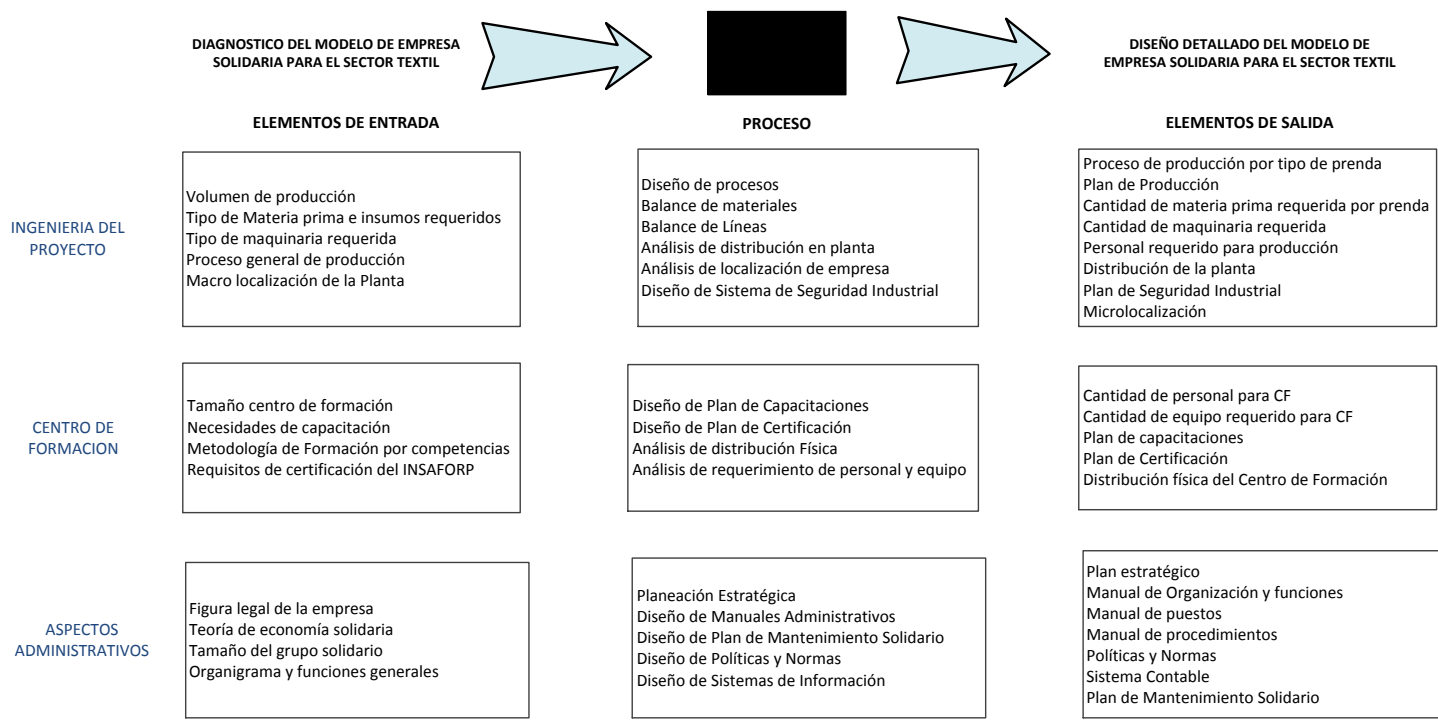 DIAGNOSTICO DEL MODELO DE EMPRESA
SOLIDARIA PARA EL SECTOR TEXTIL
DISEÑO DETALLADO DEL MODELO DE
EMPRESA SOLIDARIA PARA EL SECTOR TEXTIL
ELEMENTOS DE ENTRADA
PROCESO
ELEMENTOS DE SALIDA
INGENIERIA DEL
PROYECTO
Volumen de producción
Tipo de Materia prima e insumos requeridos
Tipo de maquinaria requerida
Proceso general de producción
Macro localización de la Planta
Diseño de procesos
Balance de materiales
Balance de Líneas
Análisis de distribución en planta
Análisis de localización de empresa
Diseño de Sistema de Seguridad Industrial
Proceso de producción por tipo de prenda
Plan de Producción
Cantidad de materia prima requerida por prenda
Cantidad de maquinaria requerida
Personal requerido para producción
Distribución de la planta
Plan de Seguridad Industrial
Microlocalización
CENTRO DE
FORMACION
Tamaño centro de formación
Necesidades de capacitación
Metodología de Formación por competencias
Requisitos de certificación del INSAFORP
Diseño de Plan de Capacitaciones
Diseño de Plan de Certificación
Análisis de distribución Física
Análisis de requerimiento de personal y equipo
Cantidad de personal para CF
Cantidad de equipo requerido para CF
Plan de capacitaciones
Plan de Certificación
Distribución física del Centro de Formación
ASPECTOS
ADMINISTRATIVOS
Figura legal de la empresa
Teoría de economía solidaria
Tamaño del grupo solidario
Organigrama y funciones generales
Planeación Estratégica
Diseño de Manuales Administrativos
Diseño de Plan de Mantenimiento Solidario
Diseño de Políticas y Normas
Diseño de Sistemas de Información
Plan estratégico
Manual de Organización y funciones
Manual de puestos
Manual de procedimientos
Políticas y Normas
Sistema Contable
Plan de Mantenimiento Solidario